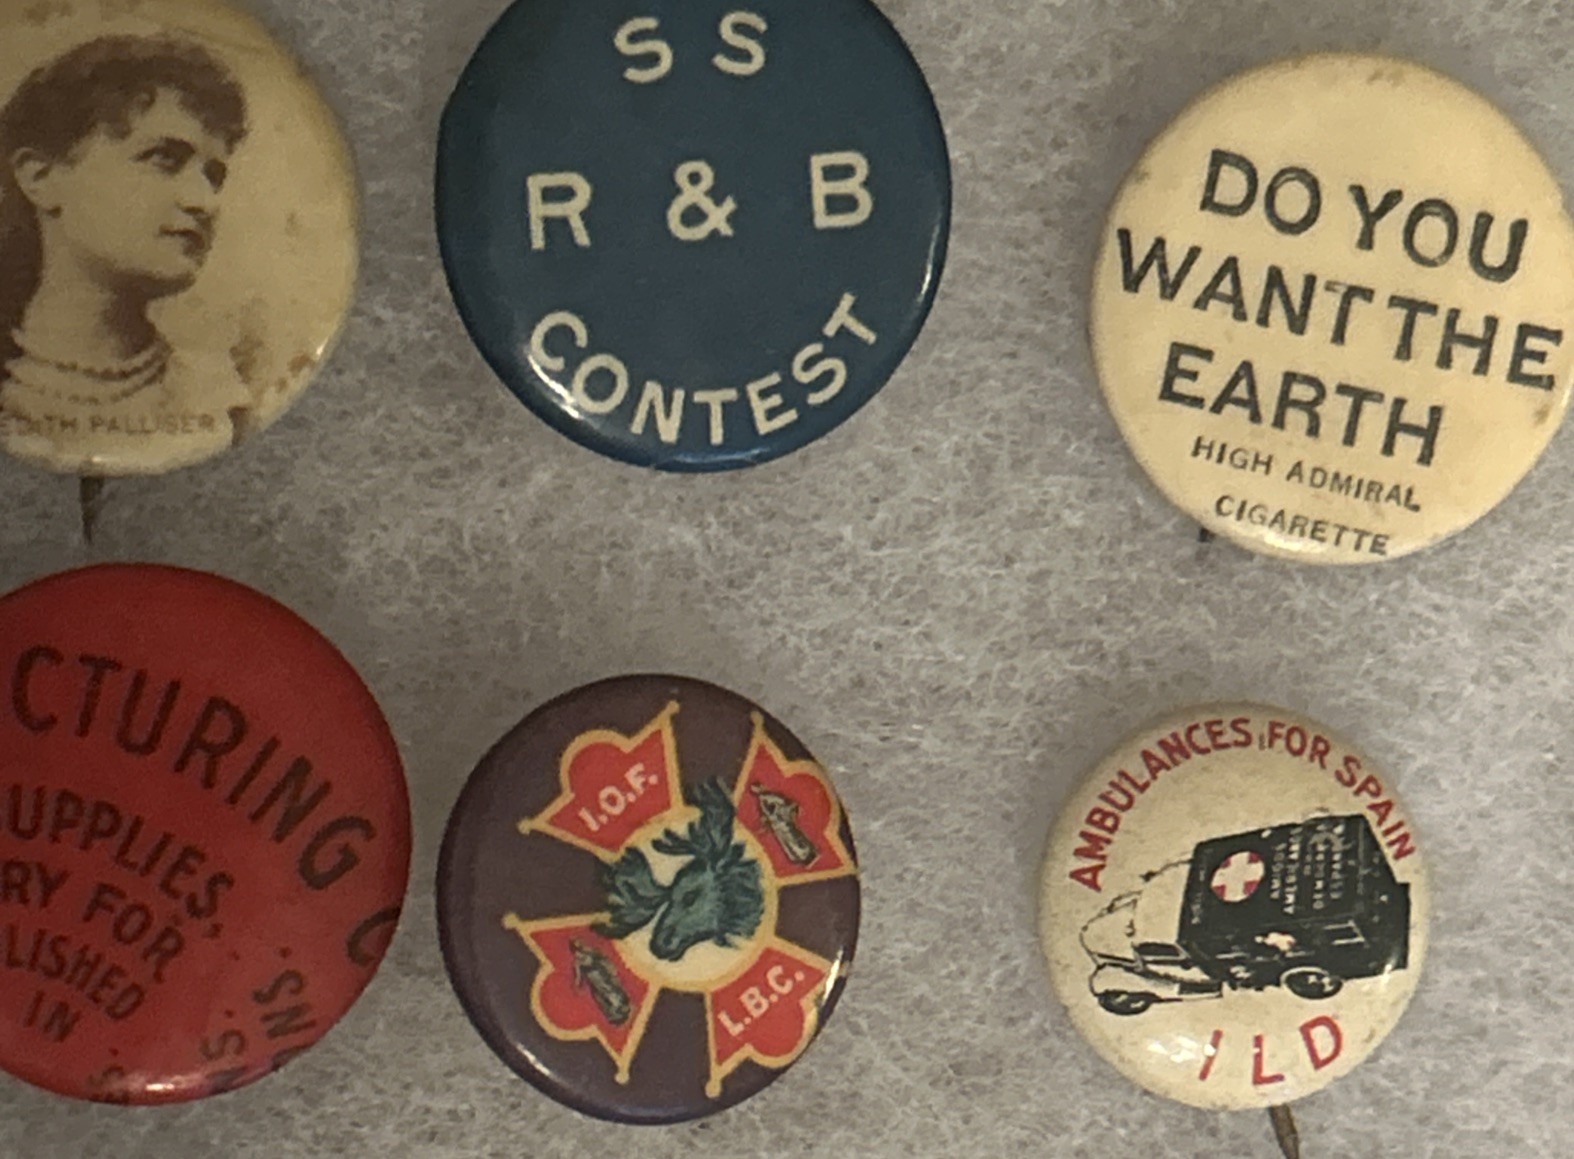 EDITH PALLISER
SS
R & B
CONTEST
DO YOU
WANT THE
EARTH
HIGH ADMIRAL
CIGARETTE
CTURING C
UPPLIES,
RY FOR
LISHED
IN
I.O.F.
L.B.C.
AMBULANCES FOR SPAIN
ILD